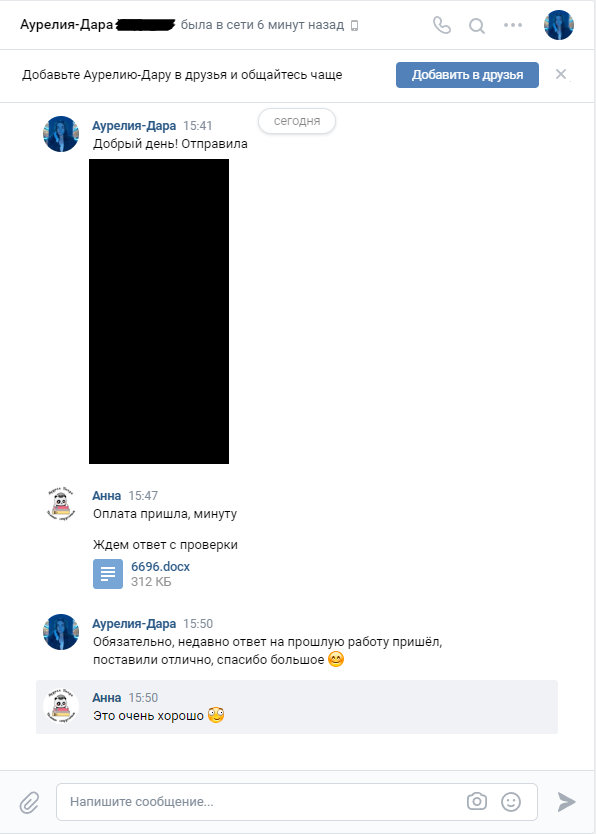 Аурелия-Дара была в сети 6 минут назад
Добавьте Аурелию-Дару в друзья и общайтесь чаще
Добавить в друзья
сегодня
Аурелия-Дара 15:41
Добрый день! Отправила
Анна 15:47
Оплата пришла, минуту
Ждем ответ с проверки
6696.docx
312 КБ
Аурелия-Дара 15:50
Обязательно, недавно ответ на прошлую работу пришёл,
поставили отлично, спасибо большое
Анна 15:50
Это очень хорошо
Напишите сообщение...